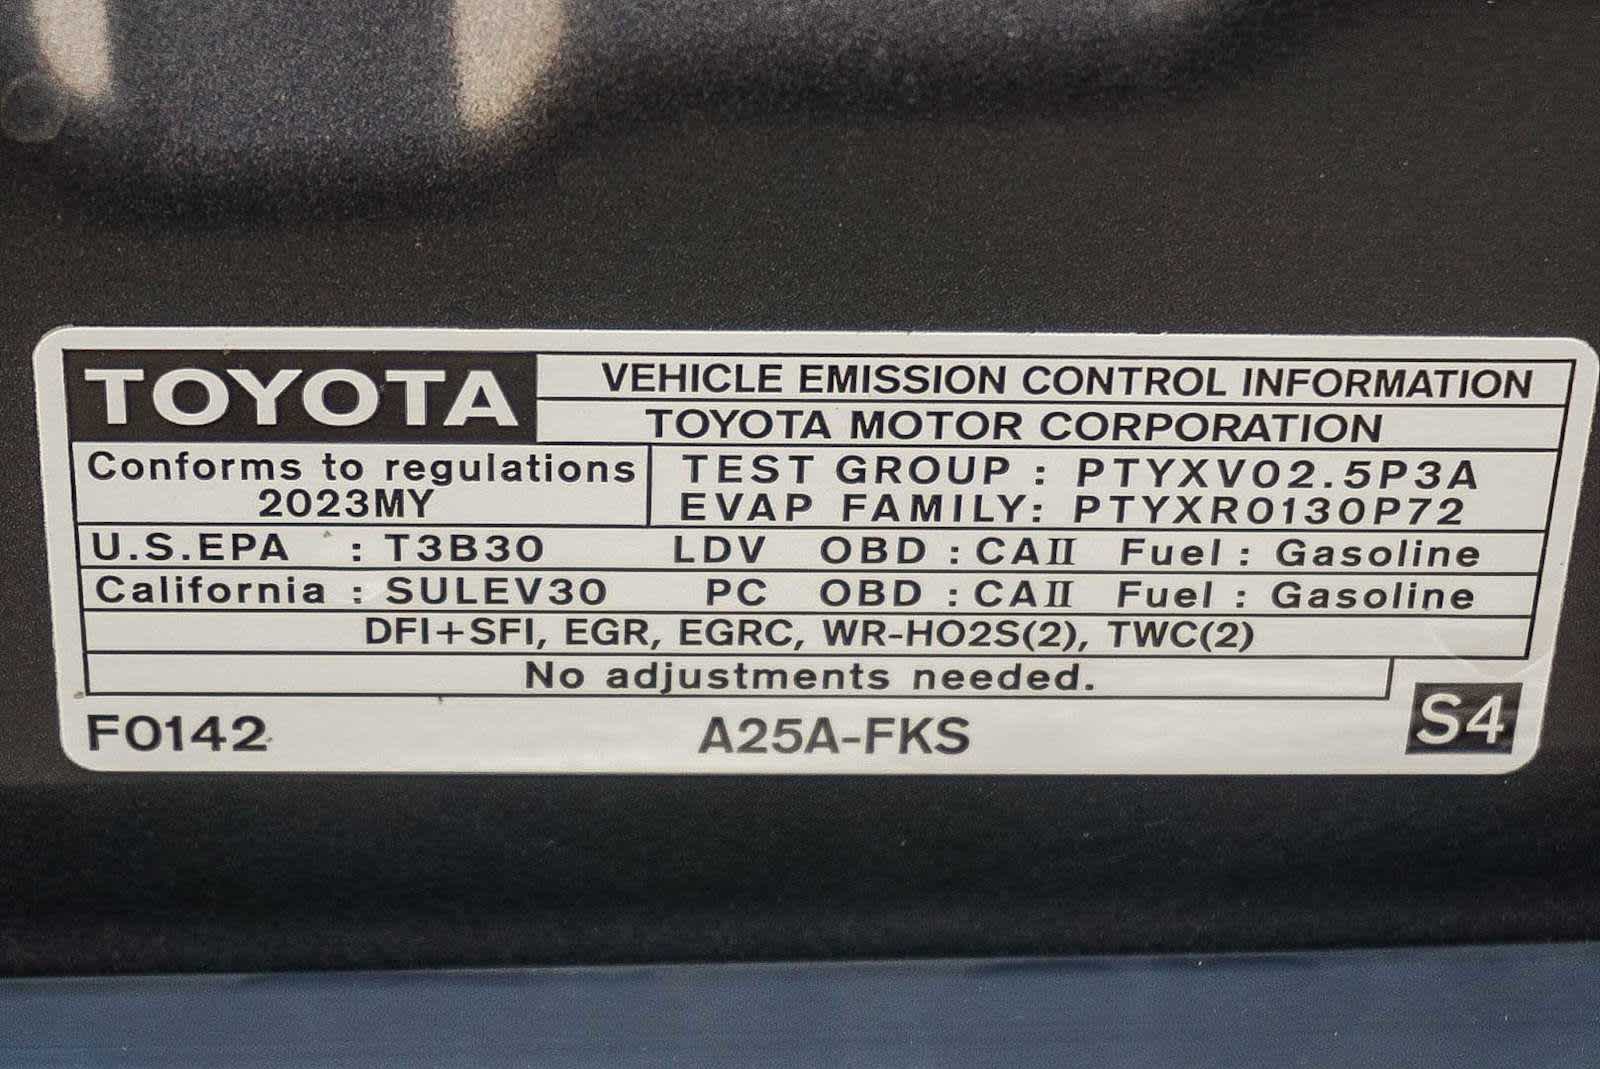 TOYOTA
VEHICLE EMISSION CONTROL INFORMATION
TOYOTA MOTOR CORPORATION
Conforms to regulations
2023MY
TEST GROUP : PTYXV02.5P3A
EVAP FAMILY: PTYXR0130P72
U.S.EPA : T3B30 LDV OBD : CAⅡ Fuel : Gasoline
California : SULEV30 PC OBD : CAⅡ Fuel : Gasoline
DFI+SFI, EGR, EGRC, WR-HO2S(2), TWC(2)
No adjustments needed.
F0142 A25A-FKS S4